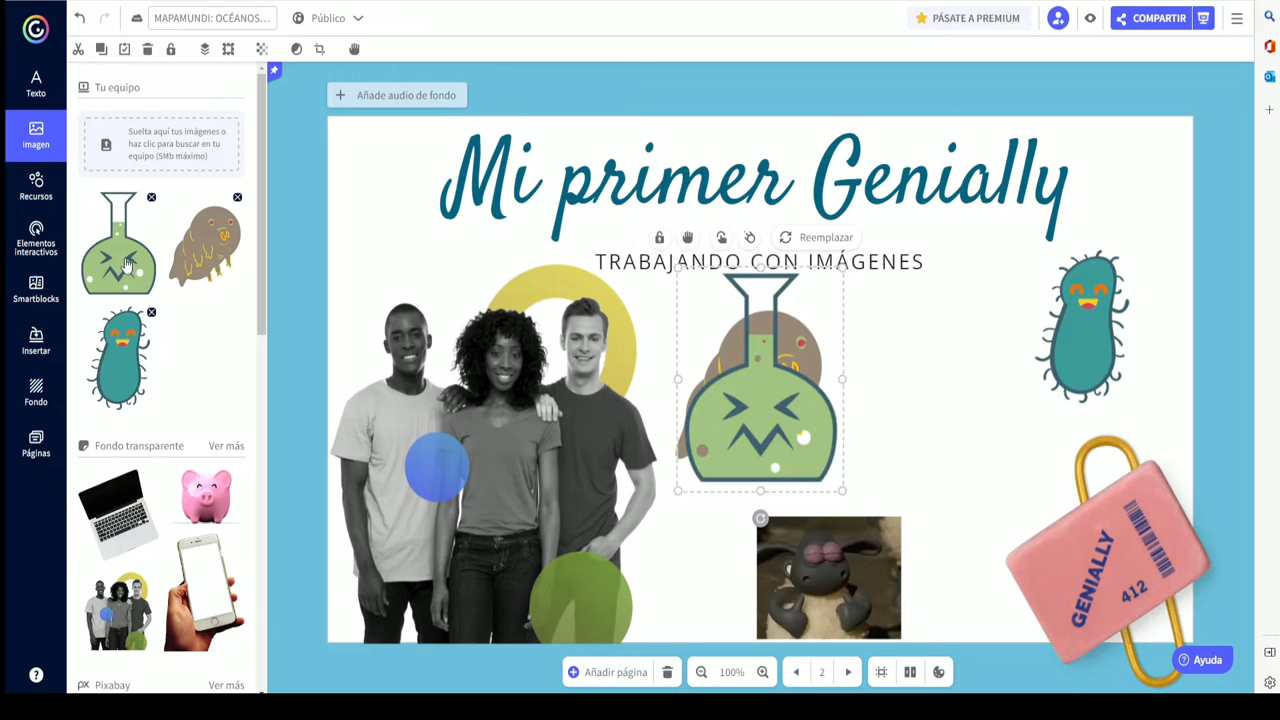 MAPAMUNDI: OCÉANOS...
Público
PÁSATE A PREMIUM
COMPARTIR
Texto
Imagen
Recursos
Elementos
interactivos
Smartblocks
Insertar
Fondo
Páginas
Tu equipo
Suelta aquí tus imágenes o
haz clic para buscar en tu
equipo (5Mb máximo)
Fondo transparente
Ver más
px Pixabay
Ver más
Añade audio de fondo
Mi primer Genially
Reemplazar
TRABAJANDO CON IMÁGENES
GENIALLY
412
Añadir página
100%
2
Ayuda